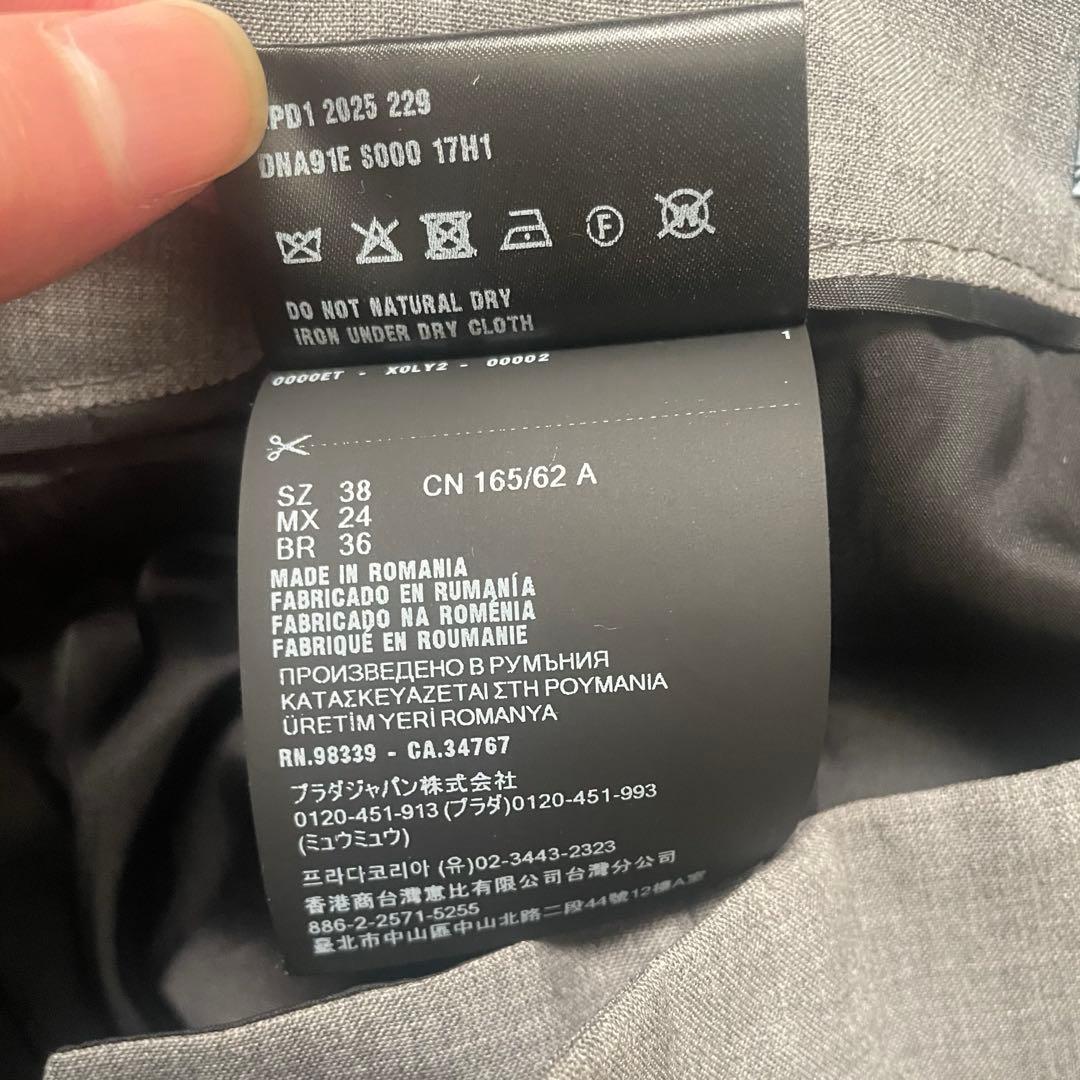 PD1 2025 229
DNA91E S000 17H1
F W
DO NOT NATURAL DRY
IRON UNDER DRY CLOTH
1
0000ET - X0LY2 - 00002
SZ 38 CN 165/62 A
MX 24
BR 36
MADE IN ROMANIA
FABRICADO EN RUMANÍA
FABRICADO NA ROMÉNIA
FABRIQUÉ EN ROUMANIE
ПРОИЗВЕДЕНО В РУМЪНИЯ
ΚΑΤΑΣΚΕΥΑΖΕΤΑΙ ΣΤΗ ΡΟΥΜΑΝΙΑ
ÜRETİM YERİ ROMANYA
RN.98339 - CA.34767
プラダジャパン株式会社
0120-451-913 (プラダ)0120-451-993
(ミュウミュウ)
프라다코리아 (유)02-3443-2323
香港商台灣惠比有限公司台灣分公司
886-2-2571-5255
臺北市中山區中山北路二段44號12樓A室